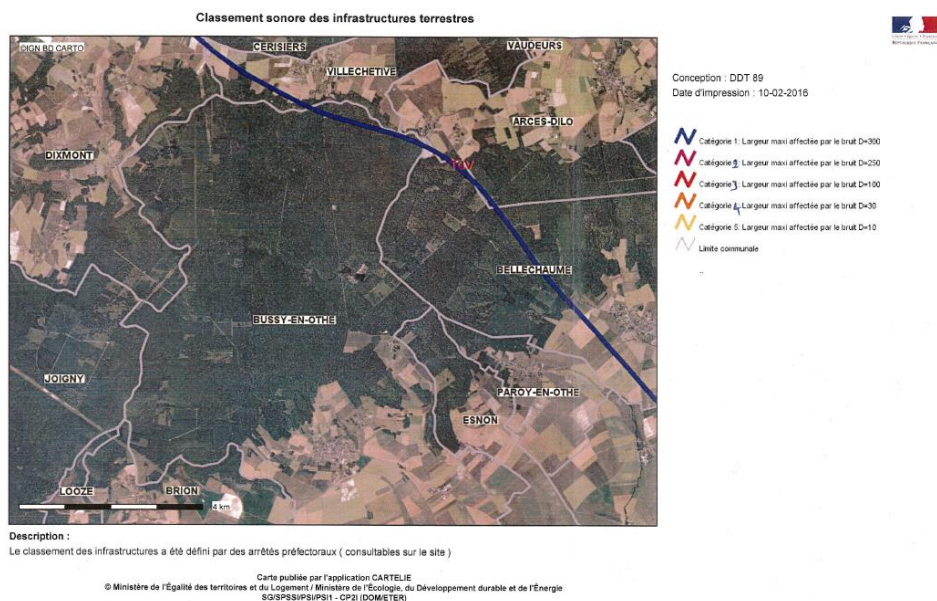 Classement sonore des infrastructures terrestres
©IGN BD CARTO
CERISIERS
VAUDEURS
VILLECHETIVE
ARCES-DILO
DIXMONT
BELLECHAUME
BUSSY-EN-OTHE
JOIGNY
PAROY-EN-OTHE
ESNON
LOOZE
BRION
4 km
RÉPUBLIQUE FRANÇAISE
Conception : DDT 89
Date d'impression : 10-02-2016
Catégorie 1: Largeur maxi affectée par le bruit D=300
Catégorie 2: Largeur maxi affectée par le bruit D=250
Catégorie 3: Largeur maxi affectée par le bruit D=100
Catégorie 4: Largeur maxi affectée par le bruit D=30
Catégorie 5: Largeur maxi affectée par le bruit D=10
Limite communale
..
Description :
Le classement des infrastructures a été défini par des arrêtés préfectoraux ( consultables sur le site )
Carte publiée par l'application CARTELIE
© Ministère de l'Égalité des territoires et du Logement / Ministère de l'Écologie, du Développement durable et de l'Énergie
SG/SPSSI/PSI/PSI1 - CP2I (DOM/ETER)